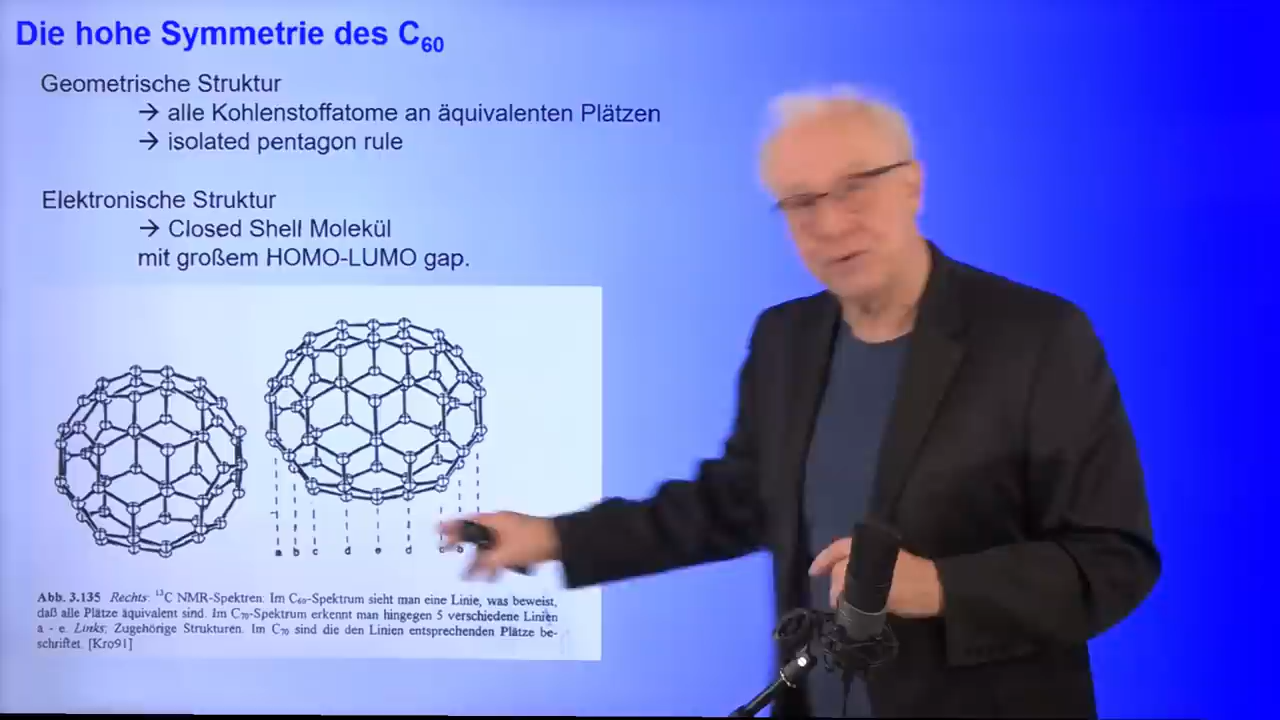 Die hohe Symmetrie des C60
Geometrische Struktur
→ alle Kohlenstoffatome an äquivalenten Plätzen
→ isolated pentagon rule
Elektronische Struktur
→ Closed Shell Molekül
mit großem HOMO-LUMO gap.
a b c d e d c b
Abb. 3.135 Rechts: 13C NMR-Spektren: Im C60-Spektrum sieht man eine Linie, was beweist,
daß alle Plätze äquivalent sind. Im C70-Spektrum erkennt man hingegen 5 verschiedene Linien
a - e. Links: Zugehörige Strukturen. Im C70 sind die den Linien entsprechenden Plätze be-
schriftet. [Kro91]